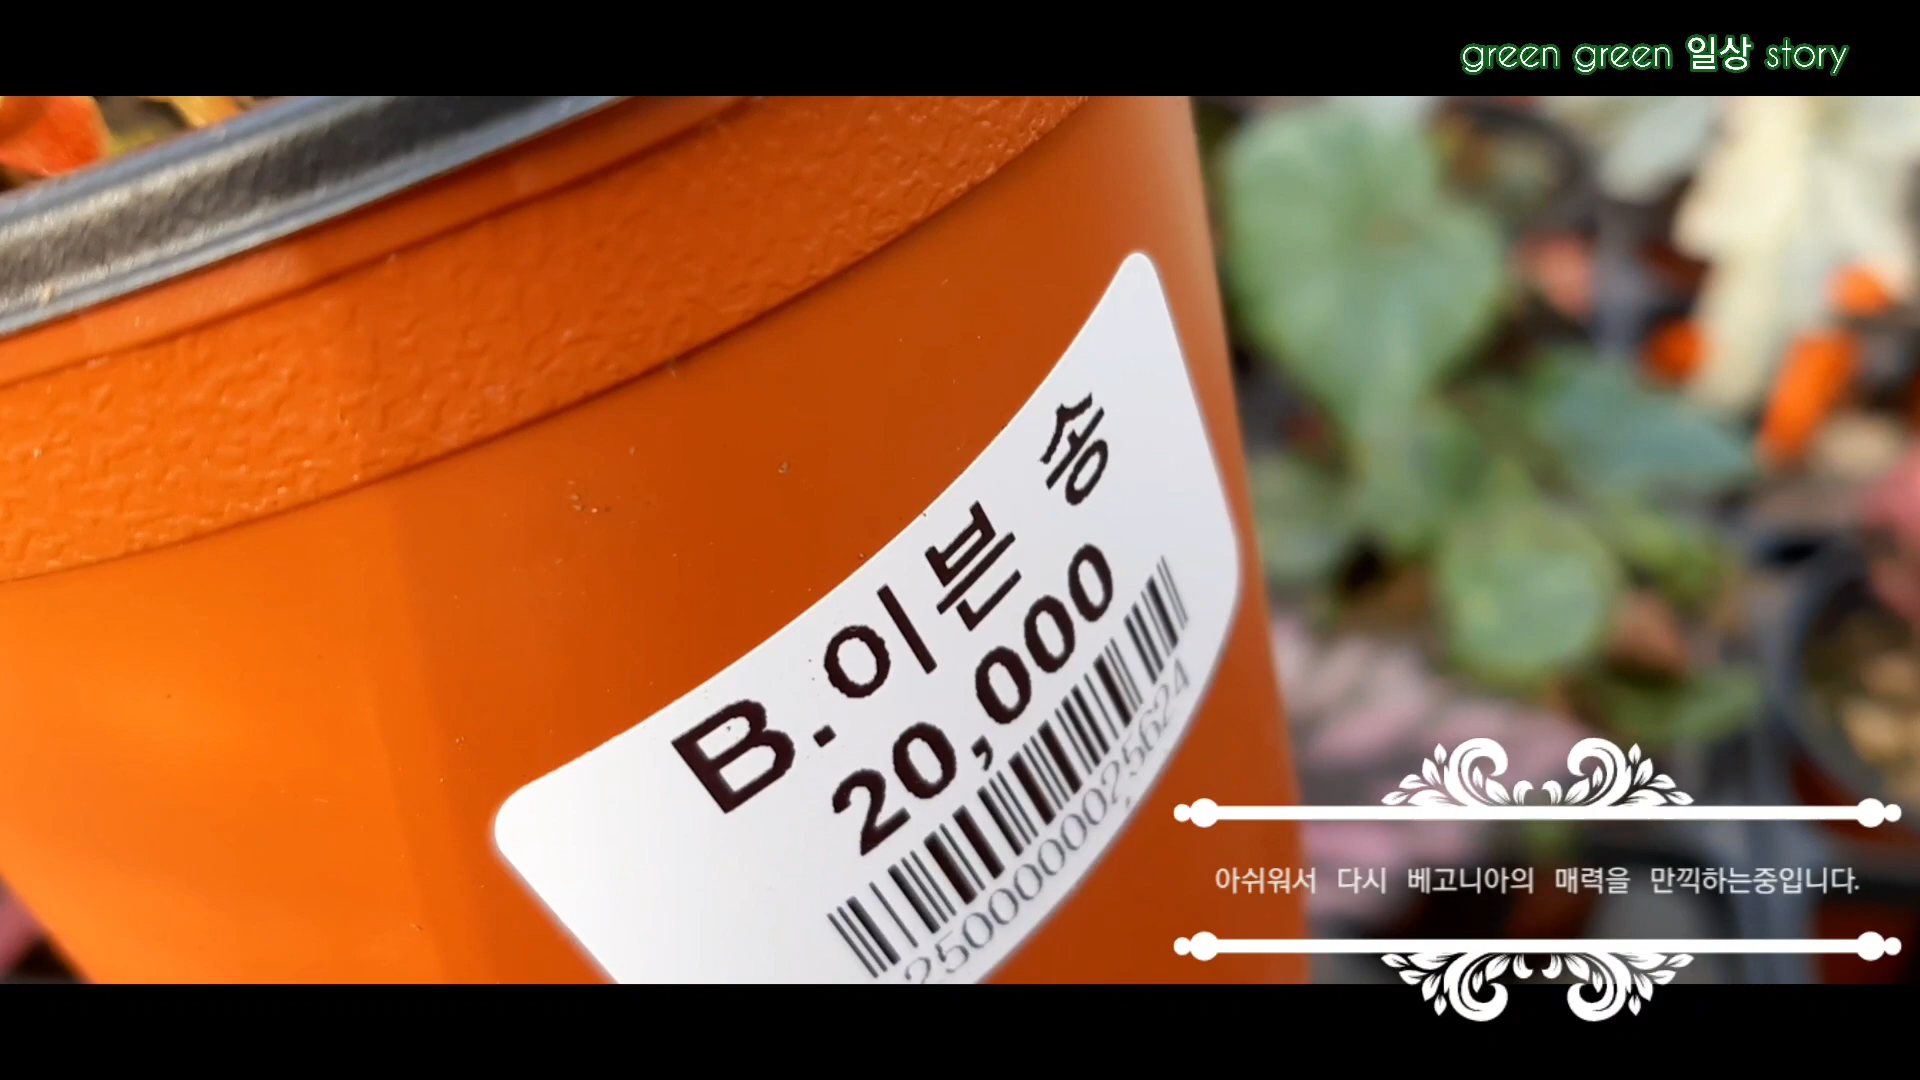 green green 일상 story
B.이븐 송
20,000
2500000025624
아쉬워서 다시 베고니아의 매력을 만끽하는중입니다.